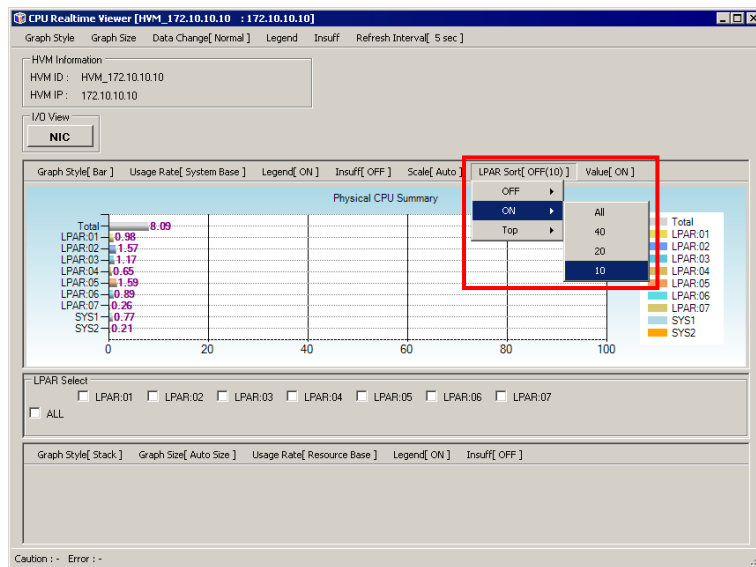 CPU Realtime Viewer [HVM_172.10.10.10 : 172.10.10.10]
Graph Style Graph Size Data Change[ Normal ] Legend Insuff Refresh Interval[ 5 sec ]
HVM Information
HVM ID : HVM_172.10.10.10
HVM IP : 172.10.10.10
I/O View
NIC
Graph Style[ Bar ] Usage Rate[ System Base ] Legend[ ON ] Insuff[ OFF ] Scale[ Auto ] LPAR Sort[ OFF(10) ] Value[ ON ]
OFF
ON
Top
All
40
20
10
Physical CPU Summary
Total 8.09
LPAR:01 0.98
LPAR:02 1.57
LPAR:03 1.17
LPAR:04 0.65
LPAR:05 1.59
LPAR:06 0.89
LPAR:07 0.26
SYS1 0.77
SYS2 0.21
0 20 40 60 80 100
Total
LPAR:01
LPAR:02
LPAR:03
LPAR:04
LPAR:05
LPAR:06
LPAR:07
SYS1
SYS2
LPAR Select
LPAR:01 LPAR:02 LPAR:03 LPAR:04 LPAR:05 LPAR:06 LPAR:07
ALL
Graph Style[ Stack ] Graph Size[ Auto Size ] Usage Rate[ Resource Base ] Legend[ ON ] Insuff[ OFF ]
Caution : - Error : -